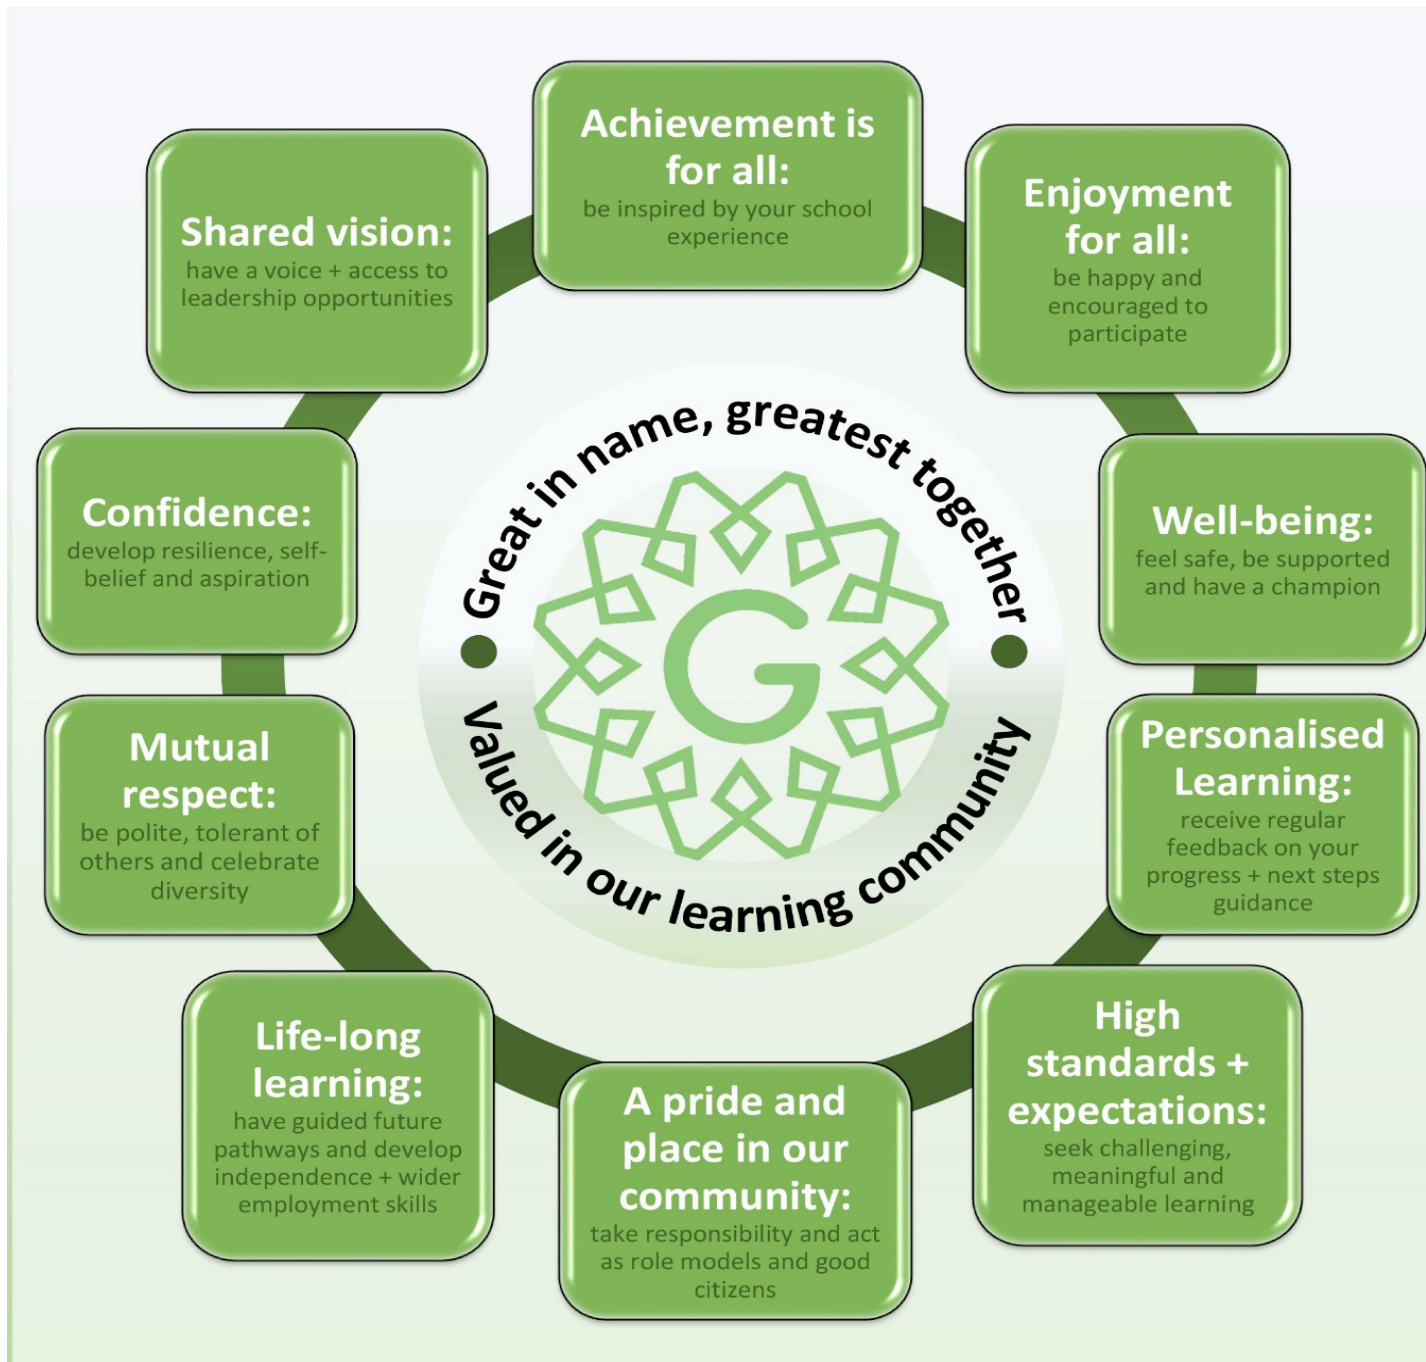 Achievement is
for all:
be inspired by your school
experience
Enjoyment
for all:
be happy and
encouraged to
participate
Well-being:
feel safe, be supported
and have a champion
Personalised
Learning:
receive regular
feedback on your
progress + next steps
guidance
High
standards +
expectations:
seek challenging,
meaningful and
manageable learning
A pride and
place in our
community:
take responsibility and act
as role models and good
citizens
Life-long
learning:
have guided future
pathways and develop
independence + wider
employment skills
Mutual
respect:
be polite, tolerant of
others and celebrate
diversity
Confidence:
develop resilience, self-
belief and aspiration
Shared vision:
have a voice + access to
leadership opportunities
Great in name, greatest together
G
Valued in our learning community